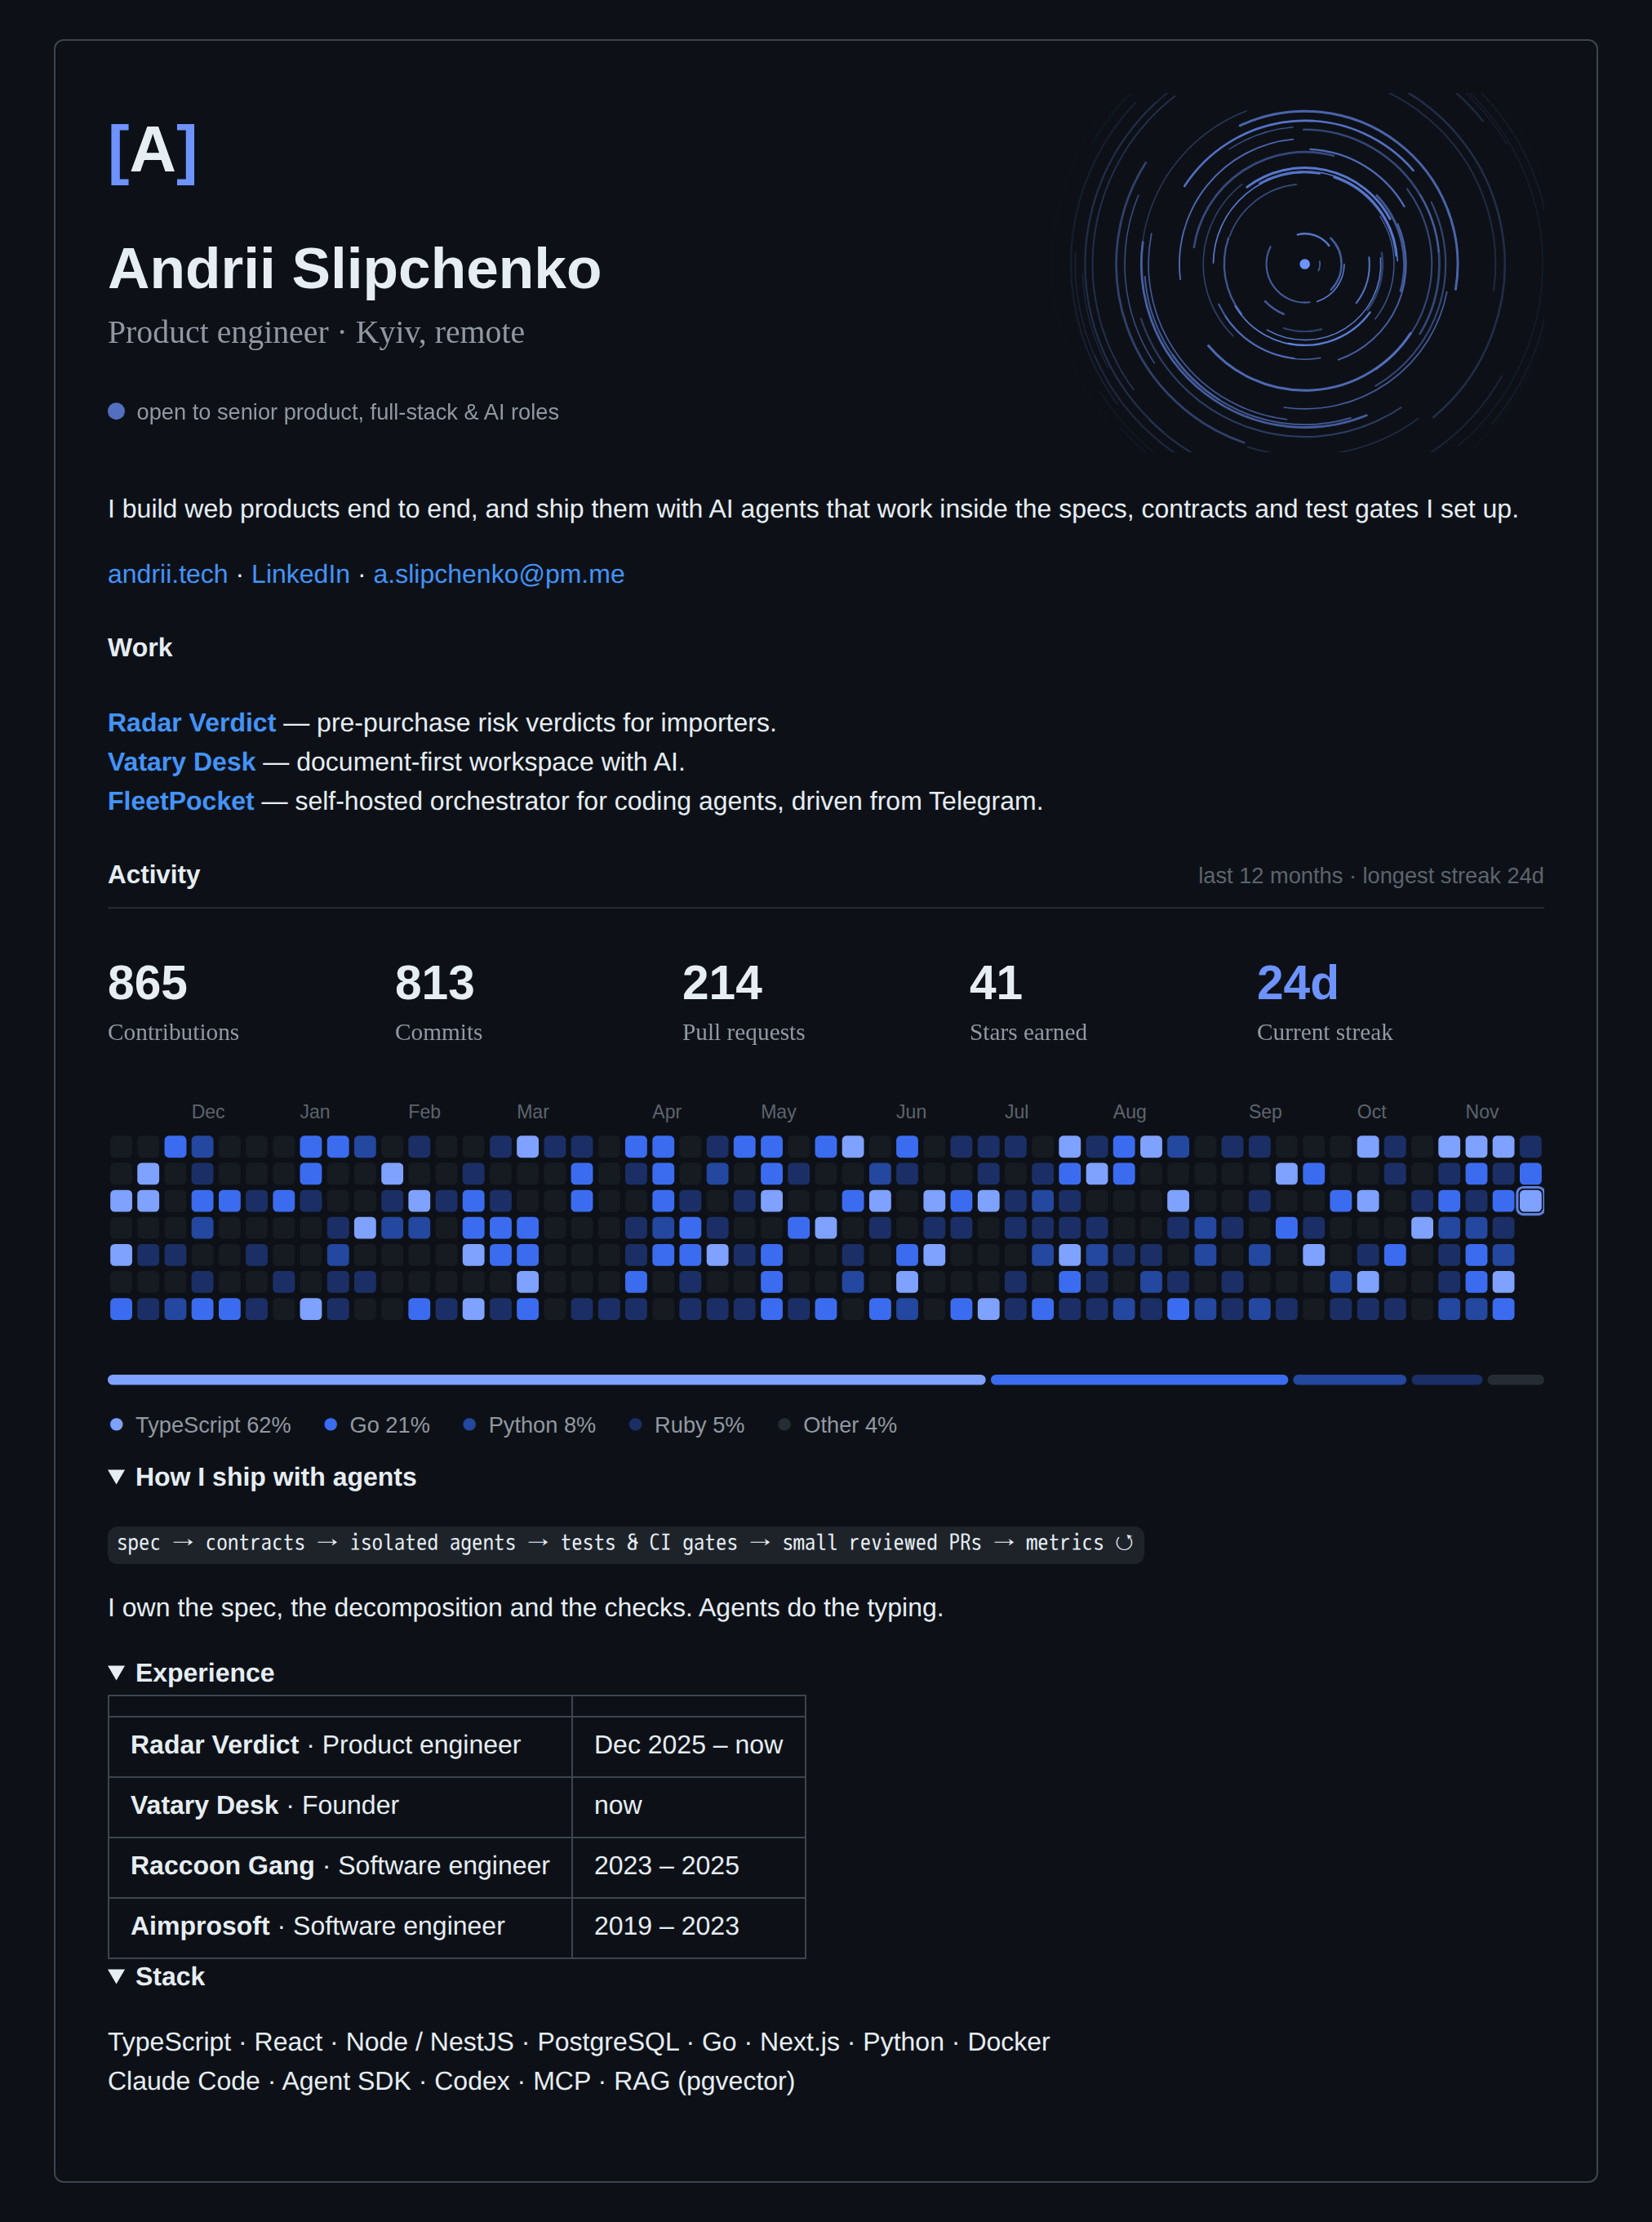 [A]
Andrii Slipchenko
Product engineer · Kyiv, remote
open to senior product, full-stack & AI roles
I build web products end to end, and ship them with AI agents that work inside the specs, contracts and test gates I set up.
andrii.tech · LinkedIn · a.slipchenko@pm.me
Work
Radar Verdict — pre-purchase risk verdicts for importers.
Vatary Desk — document-first workspace with AI.
FleetPocket — self-hosted orchestrator for coding agents, driven from Telegram.
Activity last 12 months · longest streak 24d
865 813 214 41 24d
Contributions Commits Pull requests Stars earned Current streak
Dec Jan Feb Mar Apr May Jun Jul Aug Sep Oct Nov
TypeScript 62% Go 21% Python 8% Ruby 5% Other 4%
▼ How I ship with agents
spec → contracts → isolated agents → tests & CI gates → small reviewed PRs → metrics ⭯
I own the spec, the decomposition and the checks. Agents do the typing.
▼ Experience
Radar Verdict · Product engineer Dec 2025 – now
Vatary Desk · Founder now
Raccoon Gang · Software engineer 2023 – 2025
Aimprosoft · Software engineer 2019 – 2023
▼ Stack
TypeScript · React · Node / NestJS · PostgreSQL · Go · Next.js · Python · Docker
Claude Code · Agent SDK · Codex · MCP · RAG (pgvector)